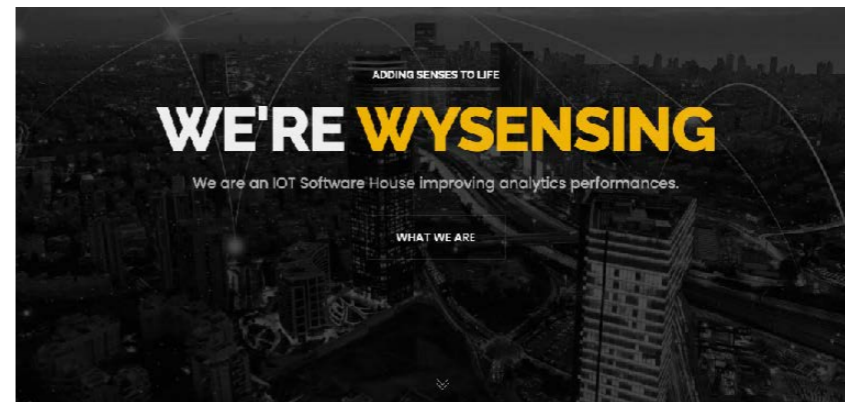 ADDING SENSES TO LIFE
WE'RE WYSENSING
We are an IOT Software House improving analytics performances.
WHAT WE ARE